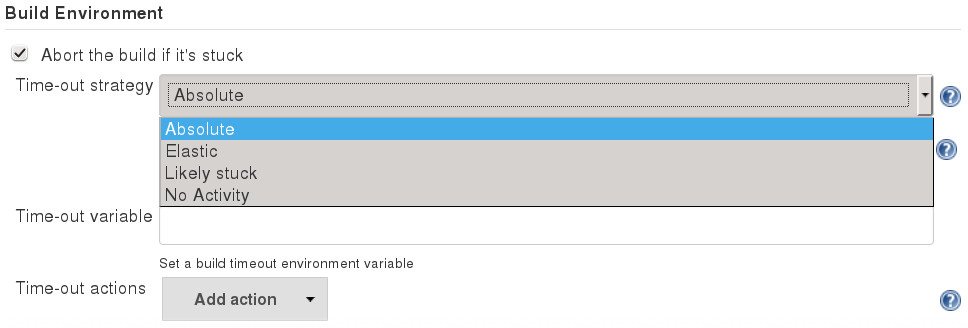 Build Environment
Abort the build if it's stuck
Time-out strategy
Absolute
Absolute
Elastic
Likely stuck
No Activity
Time-out variable
Set a build timeout environment variable
Time-out actions
Add action